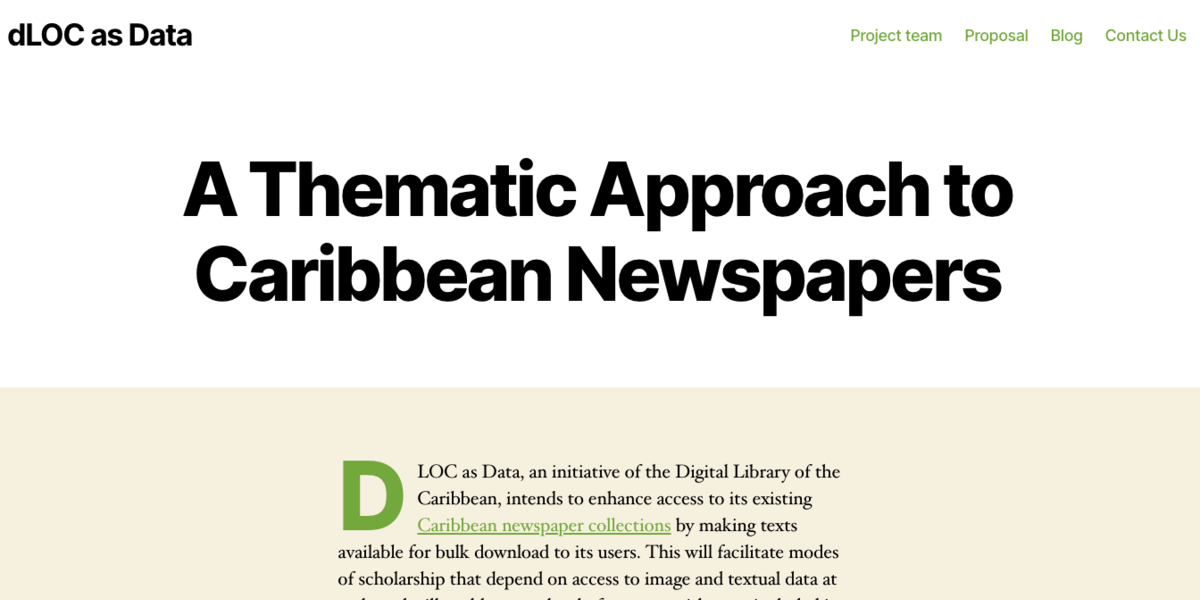 dLOC as Data
Project team Proposal Blog Contact Us
A Thematic Approach to
Caribbean Newspapers
DLOC as Data, an initiative of the Digital Library of the
Caribbean, intends to enhance access to its existing
Caribbean newspaper collections by making texts
available for bulk download to its users. This will facilitate modes
of scholarship that depend on access to image and textual data at